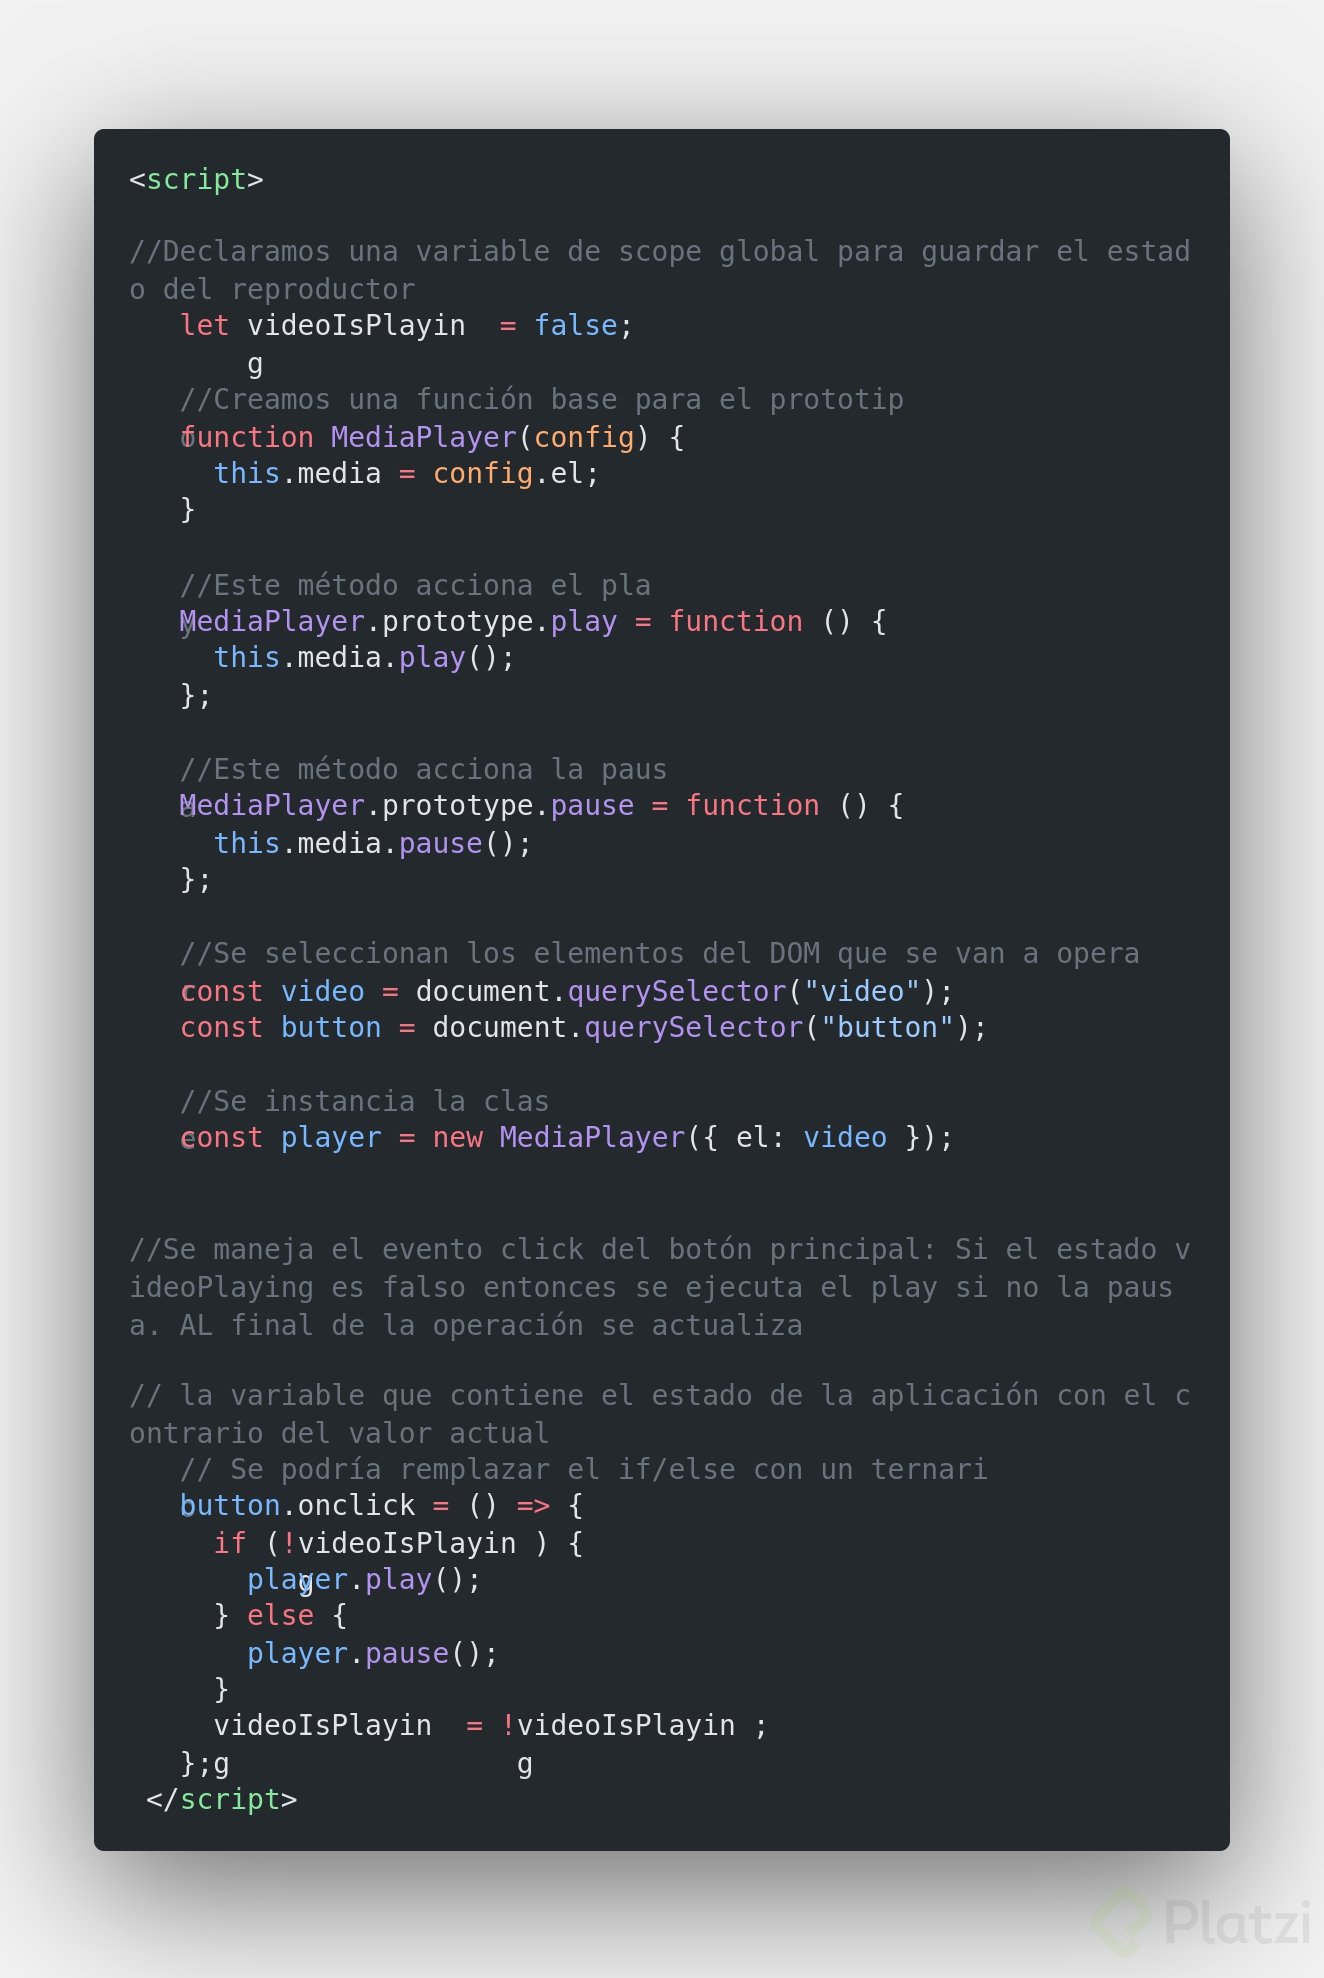 <script>
//Declaramos una variable de scope global para guardar el estad
o del reproductor
let videoIsPlayin  = false;
g
//Creamos una función base para el prototip
o
function MediaPlayer(config) {
this.media = config.el;
}
//Este método acciona el pla
y
MediaPlayer.prototype.play = function () {
this.media.play();
};
//Este método acciona la paus
a
MediaPlayer.prototype.pause = function () {
this.media.pause();
};
//Se seleccionan los elementos del DOM que se van a opera
r
const video = document.querySelector("video");
const button = document.querySelector("button");
//Se instancia la clas
e
const player = new MediaPlayer({ el: video });
//Se maneja el evento click del botón principal: Si el estado v
ideoPlaying es falso entonces se ejecuta el play si no la paus
a. AL final de la operación se actualiza
// la variable que contiene el estado de la aplicación con el c
ontrario del valor actual
// Se podría remplazar el if/else con un ternari
o
button.onclick = () => {
if (!videoIsPlayin ) {
g
player.play();
} else {
player.pause();
}
videoIsPlayin  = !videoIsPlayin ;
};g g
</script>
Platzi